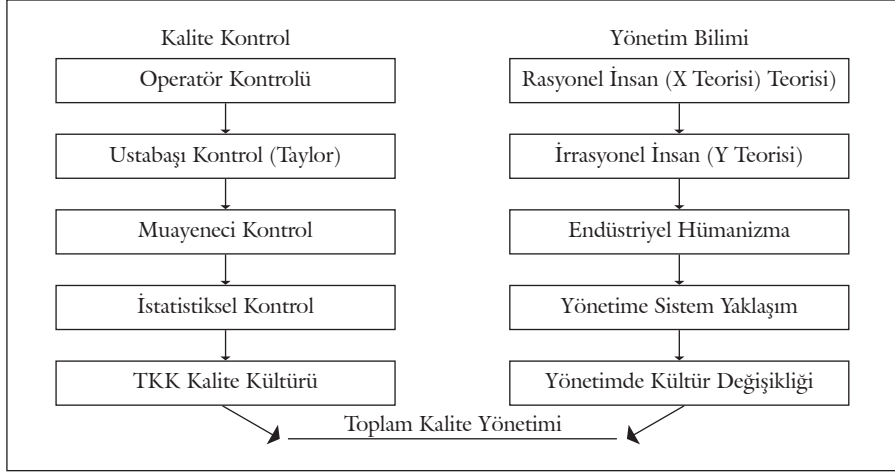 Kalite Kontrol
Operatör Kontrolü
Ustabaşı Kontrol (Taylor)
Muayeneci Kontrol
İstatistiksel Kontrol
TKK Kalite Kültürü
Yönetim Bilimi
Rasyonel İnsan (X Teorisi) Teorisi)
İrrasyonel İnsan (Y Teorisi)
Endüstriyel Hümanizma
Yönetime Sistem Yaklaşım
Yönetimde Kültür Değişikliği
Toplam Kalite Yönetimi